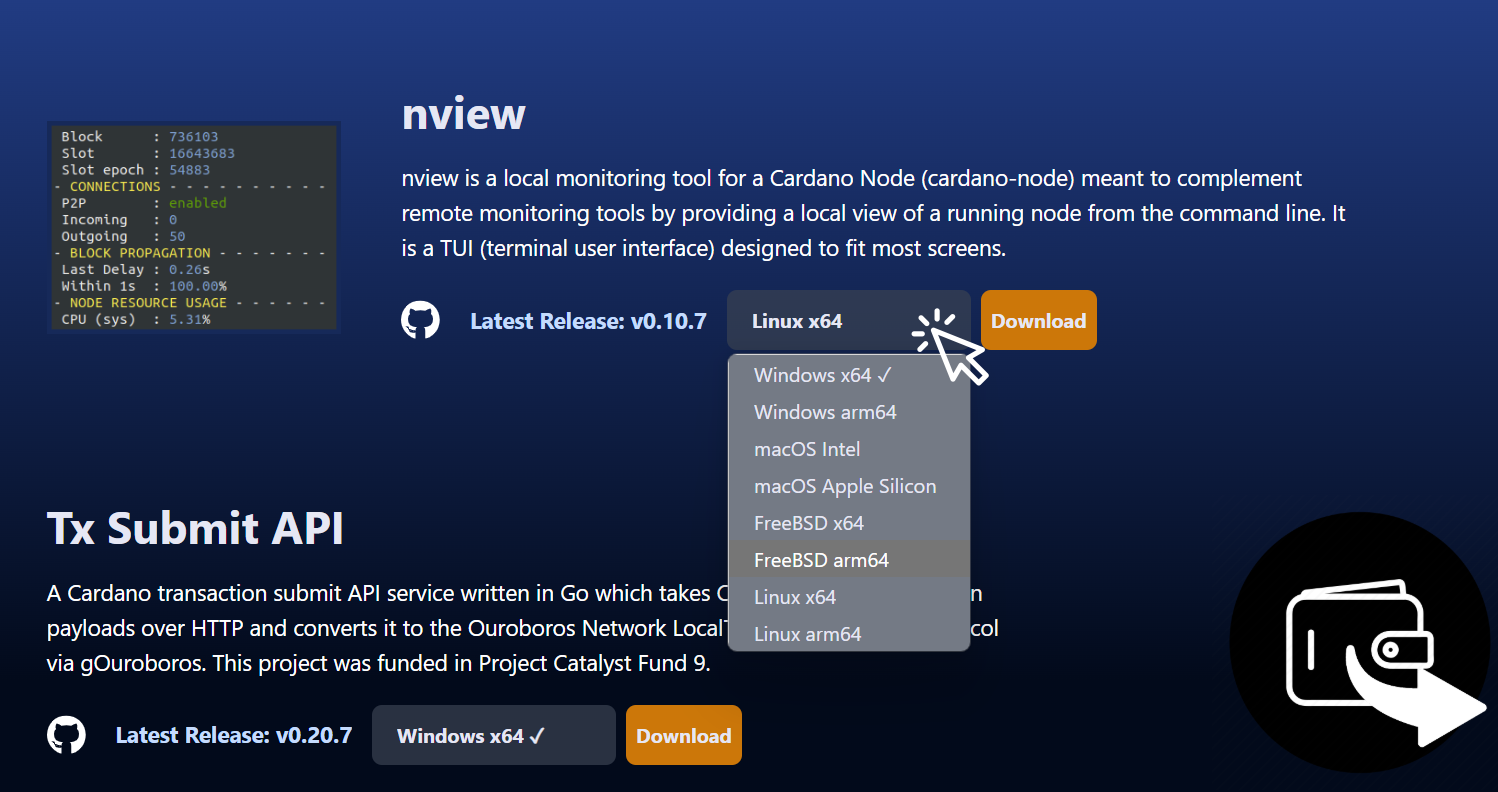 nview
Block : 736103
Slot : 16643683
Slot epoch : 54883
- CONNECTIONS - - - - - - - - - -
P2P : enabled
Incoming : 0
Outgoing : 50
- BLOCK PROPAGATION - - - - - - -
Last Delay : 0.26s
Within 1s : 100.00%
- NODE RESOURCE USAGE - - - - - -
CPU (sys) : 5.31%
nview is a local monitoring tool for a Cardano Node (cardano-node) meant to complement
remote monitoring tools by providing a local view of a running node from the command line. It
is a TUI (terminal user interface) designed to fit most screens.
Latest Release: v0.10.7
Linux x64
Download
Windows x64 ✓
Windows arm64
macOS Intel
macOS Apple Silicon
FreeBSD x64
FreeBSD arm64
Linux x64
Linux arm64
Tx Submit API
A Cardano transaction submit API service written in Go which takes
payloads over HTTP and converts it to the Ouroboros Network
via gOuroboros. This project was funded in Project Catalyst Fund 9.
Latest Release: v0.20.7
Windows x64 ✓
Download